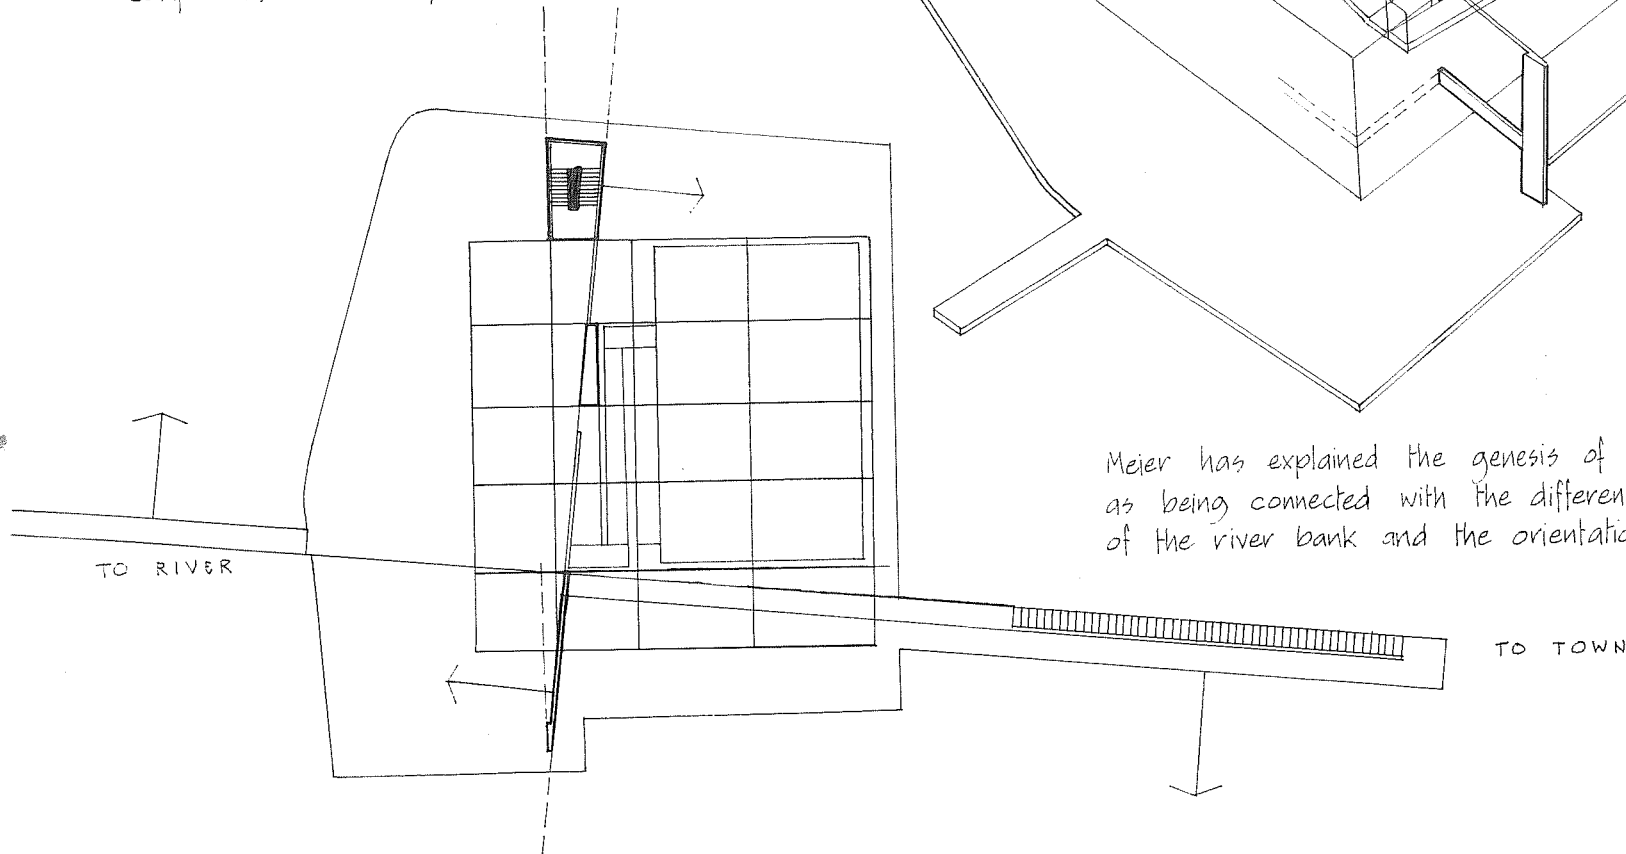 Meier has explained the genesis of
as being connected with the differen
of the river bank and the orientatio
TO RIVER
TO TOWN